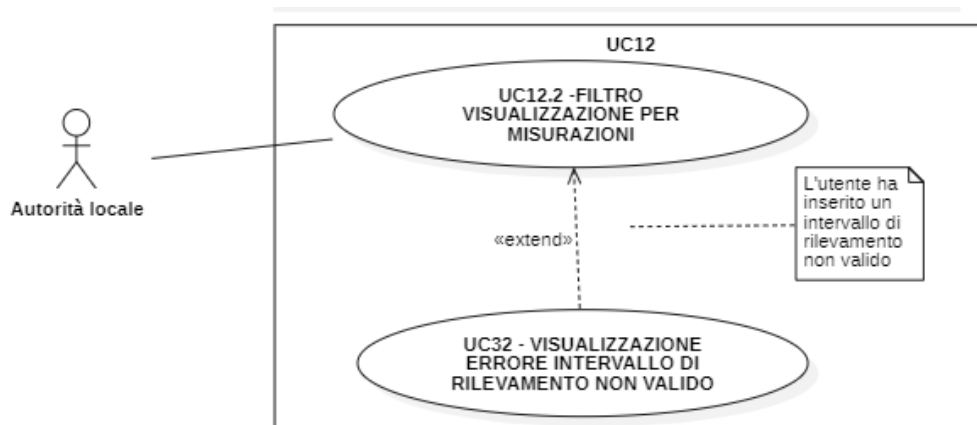 UC12
UC12.2 -FILTRO
VISUALIZZAZIONE PER
MISURAZIONI
Autorità locale
L'utente ha
inserito un
intervallo di
rilevamento
non valido
«extend»
UC32 - VISUALIZZAZIONE
ERRORE INTERVALLO DI
RILEVAMENTO NON VALIDO